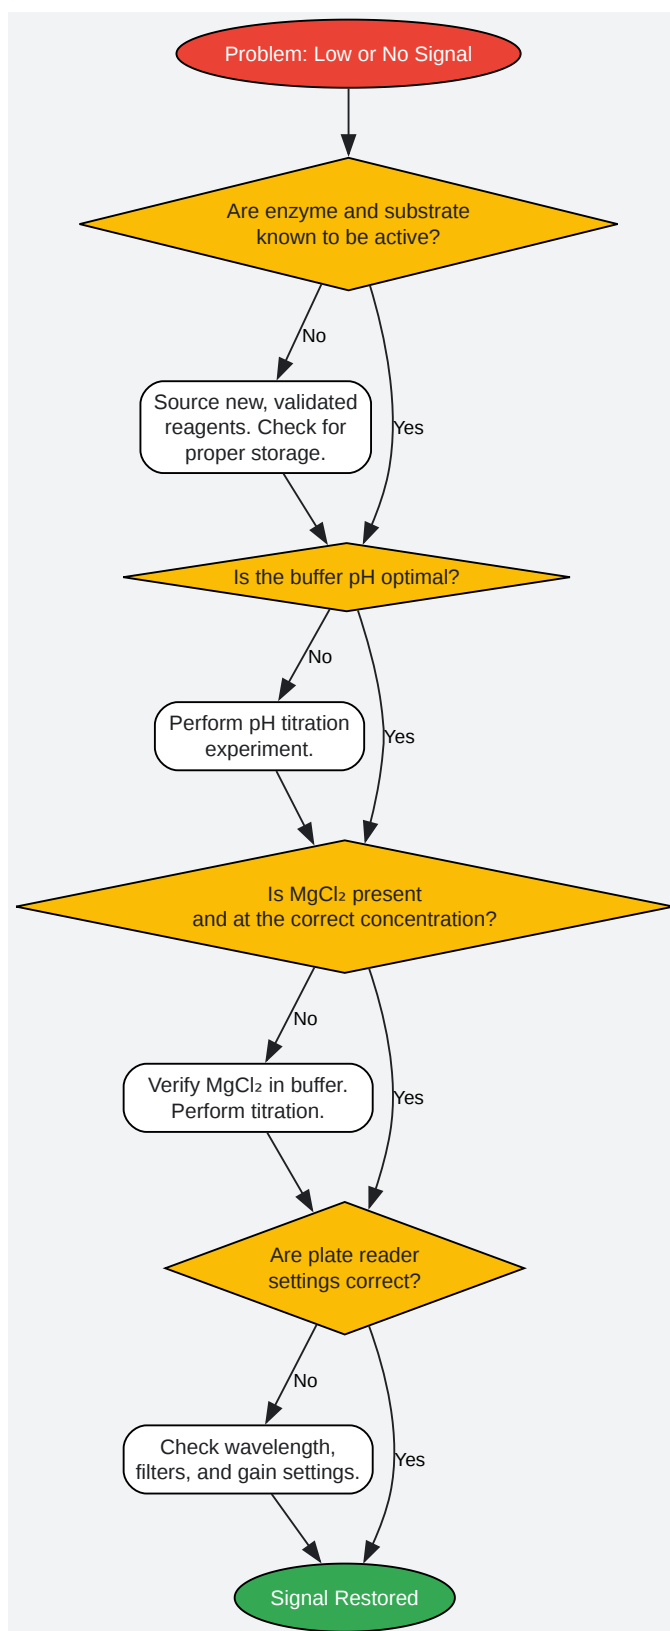 Problem: Low or No Signal
Are enzyme and substrate
known to be active?
No
Source new, validated
reagents. Check for
proper storage.
Yes
Is the buffer pH optimal?
No
Perform pH titration
experiment.
Yes
Is MgCl₂ present
and at the correct concentration?
No
Verify MgCl₂ in buffer.
Perform titration.
Yes
Are plate reader
settings correct?
No
Check wavelength,
filters, and gain settings.
Yes
Signal Restored